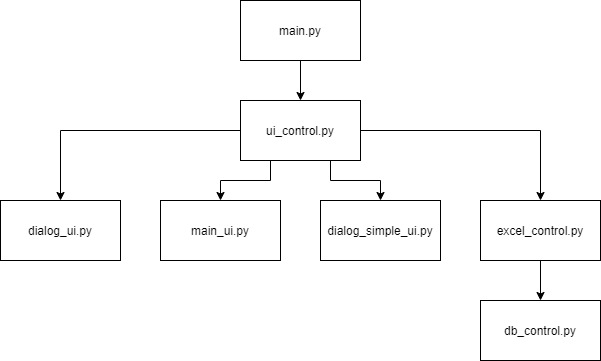 main.py
ui_control.py
dialog_ui.py
main_ui.py
dialog_simple_ui.py
excel_control.py
db_control.py